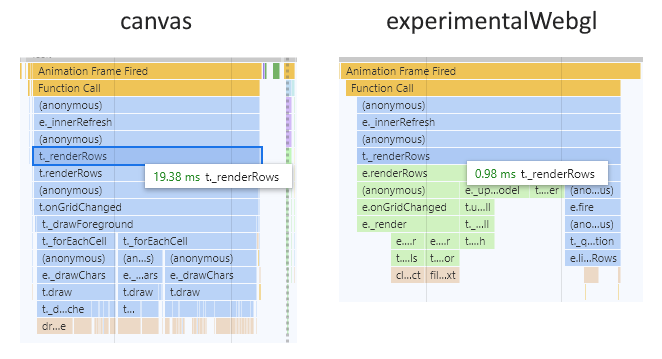 canvas
experimentalWebgl
Animation Frame Fired
Function Call
(anonymous)
e._innerRefresh
(anonymous)
t._renderRows
t.renderRows
19.38 ms t._renderRows
(anonymous)
t.onGridChanged
t._drawForeground
t._forEachCell t._forEachCell
(anonymous) (an...s) (anonymous)
e._drawChars e._...ars e._drawChars
t.draw t.draw t.draw
t._d...che t...
dr...e
Animation Frame Fired
Function Call
(anonymous)
e._innerRefresh
(anonymous)
t._renderRows
e.renderRows
0.98 ms t._renderRows
(anonymous) e._up...odel t....er (ano...us)
e.onGridChanged t.u...ll e.fire
e._render t._...ll (ano...us)
e....r e....r t....h t._q...tion
t....ls t....or e.li...Rows
cl...ct fil...xt